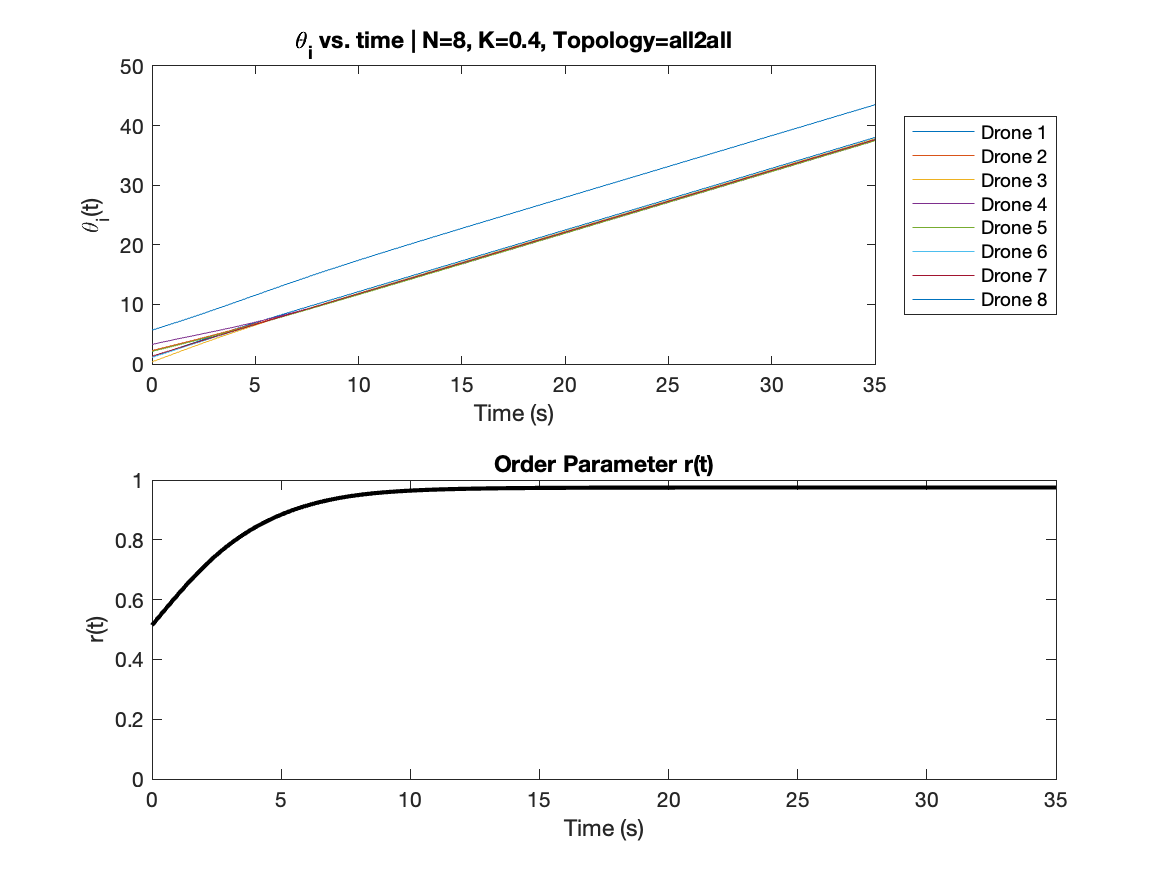 θi vs. time | N=8, K=0.4, Topology=all2all
50
40
30
20
10
0
θi(t)
0 5 10 15 20 25 30 35
Time (s)
Drone 1
Drone 2
Drone 3
Drone 4
Drone 5
Drone 6
Drone 7
Drone 8
Order Parameter r(t)
1
0.8
0.6
0.4
0.2
0
r(t)
0 5 10 15 20 25 30 35
Time (s)